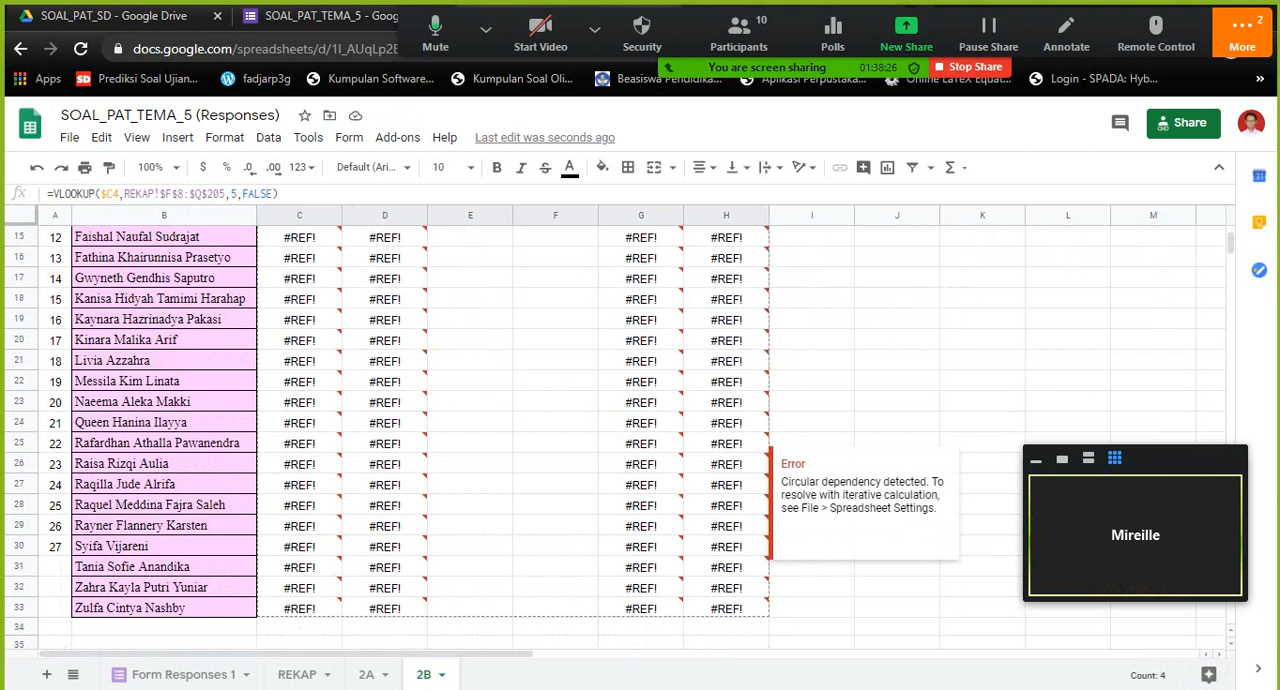 SOAL_PAT_SD - Google Drive
SOAL_PAT_TEMA_5 - Goog
Mute
Start Video
Security
10
Participants
Polls
New Share
Pause Share
Annotate
Remote Control
2
More
You are screen sharing
01:38:26
Stop Share
docs.google.com/spreadsheets/d/1I_AUqLp2E
Apps
Prediksi Soal Ujian...
fadjarp3g
Kumpulan Software...
Kumpulan Soal Oli...
Beasiswa Pendidika...
Aplikasi Perpustaka...
Online LaTeX Equat...
Login - SPADA: Hyb...
»
SOAL_PAT_TEMA_5 (Responses)
File Edit View Insert Format Data Tools Form Add-ons Help Last edit was seconds ago
Share
100% $ % .0 .00 123 Default (Ari... 10 B I S A Σ
fx =VLOOKUP($C4,REKAP!$F$8:$Q$205,5,FALSE)
A B C D E F G H I J K L M
15 12 Faishal Naufal Sudrajat #REF! #REF! #REF! #REF!
16 13 Fathina Khairunnisa Prasetyo #REF! #REF! #REF! #REF!
17 14 Gwyneth Gendhis Saputro #REF! #REF! #REF! #REF!
18 15 Kanisa Hidyah Tamimi Harahap #REF! #REF! #REF! #REF!
19 16 Kaynara Hazrinadya Pakasi #REF! #REF! #REF! #REF!
20 17 Kinara Malika Arif #REF! #REF! #REF! #REF!
21 18 Livia Azzahra #REF! #REF! #REF! #REF!
22 19 Messila Kim Linata #REF! #REF! #REF! #REF!
23 20 Naeema Aleka Makki #REF! #REF! #REF! #REF!
24 21 Queen Hanina Ilayya #REF! #REF! #REF! #REF!
25 22 Rafardhan Athalla Pawanendra #REF! #REF! #REF! #REF!
26 23 Raisa Rizqi Aulia #REF! #REF! #REF! #REF!
27 24 Raqilla Jude Alrifa #REF! #REF! #REF! #REF!
28 25 Raquel Meddina Fajra Saleh #REF! #REF! #REF! #REF!
29 26 Rayner Flannery Karsten #REF! #REF! #REF! #REF!
30 27 Syifa Vijareni #REF! #REF! #REF! #REF!
31 Tania Sofie Anandika #REF! #REF! #REF! #REF!
32 Zahra Kayla Putri Yuniar #REF! #REF! #REF! #REF!
33 Zulfa Cintya Nashby #REF! #REF! #REF! #REF!
34
35
Error
Circular dependency detected. To
resolve with iterative calculation,
see File > Spreadsheet Settings.
Mireille
Form Responses 1
REKAP
2A
2B
Count: 4